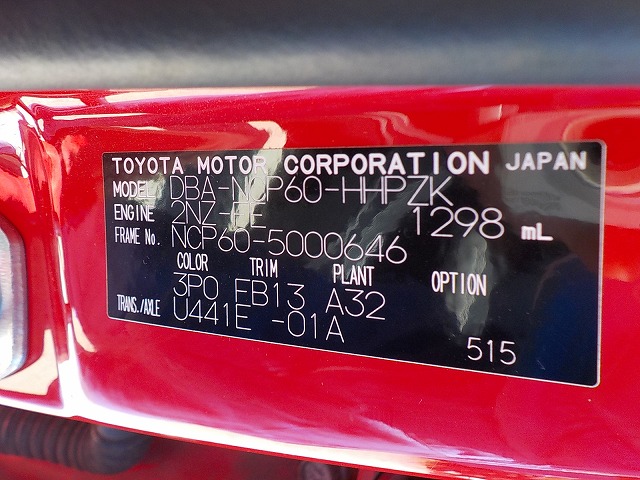 TOYOTA MOTOR CORPORATION JAPAN
MODEL DBA-NCP60-HHPZK
ENGINE 2NZ-FE 1298 mL
FRAME No. NCP60-5000646
COLOR TRIM PLANT OPTION
3P0 EB13 A32
TRANS./AXLE U441E -01A
515